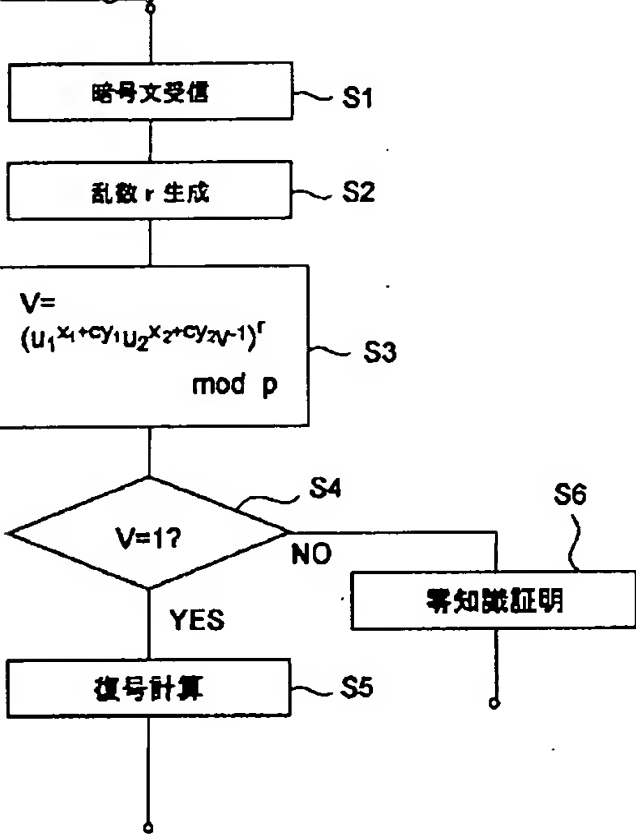 暗号文受信
S1
乱数 r 生成
S2
V=
(u₁ˣ¹⁺ᶜʸ¹u₂ˣ²⁺ᶜʸ²v⁻¹)ʳ
mod p
S3
V=1?
S4
NO
YES
S6
零知識証明
復号計算
S5